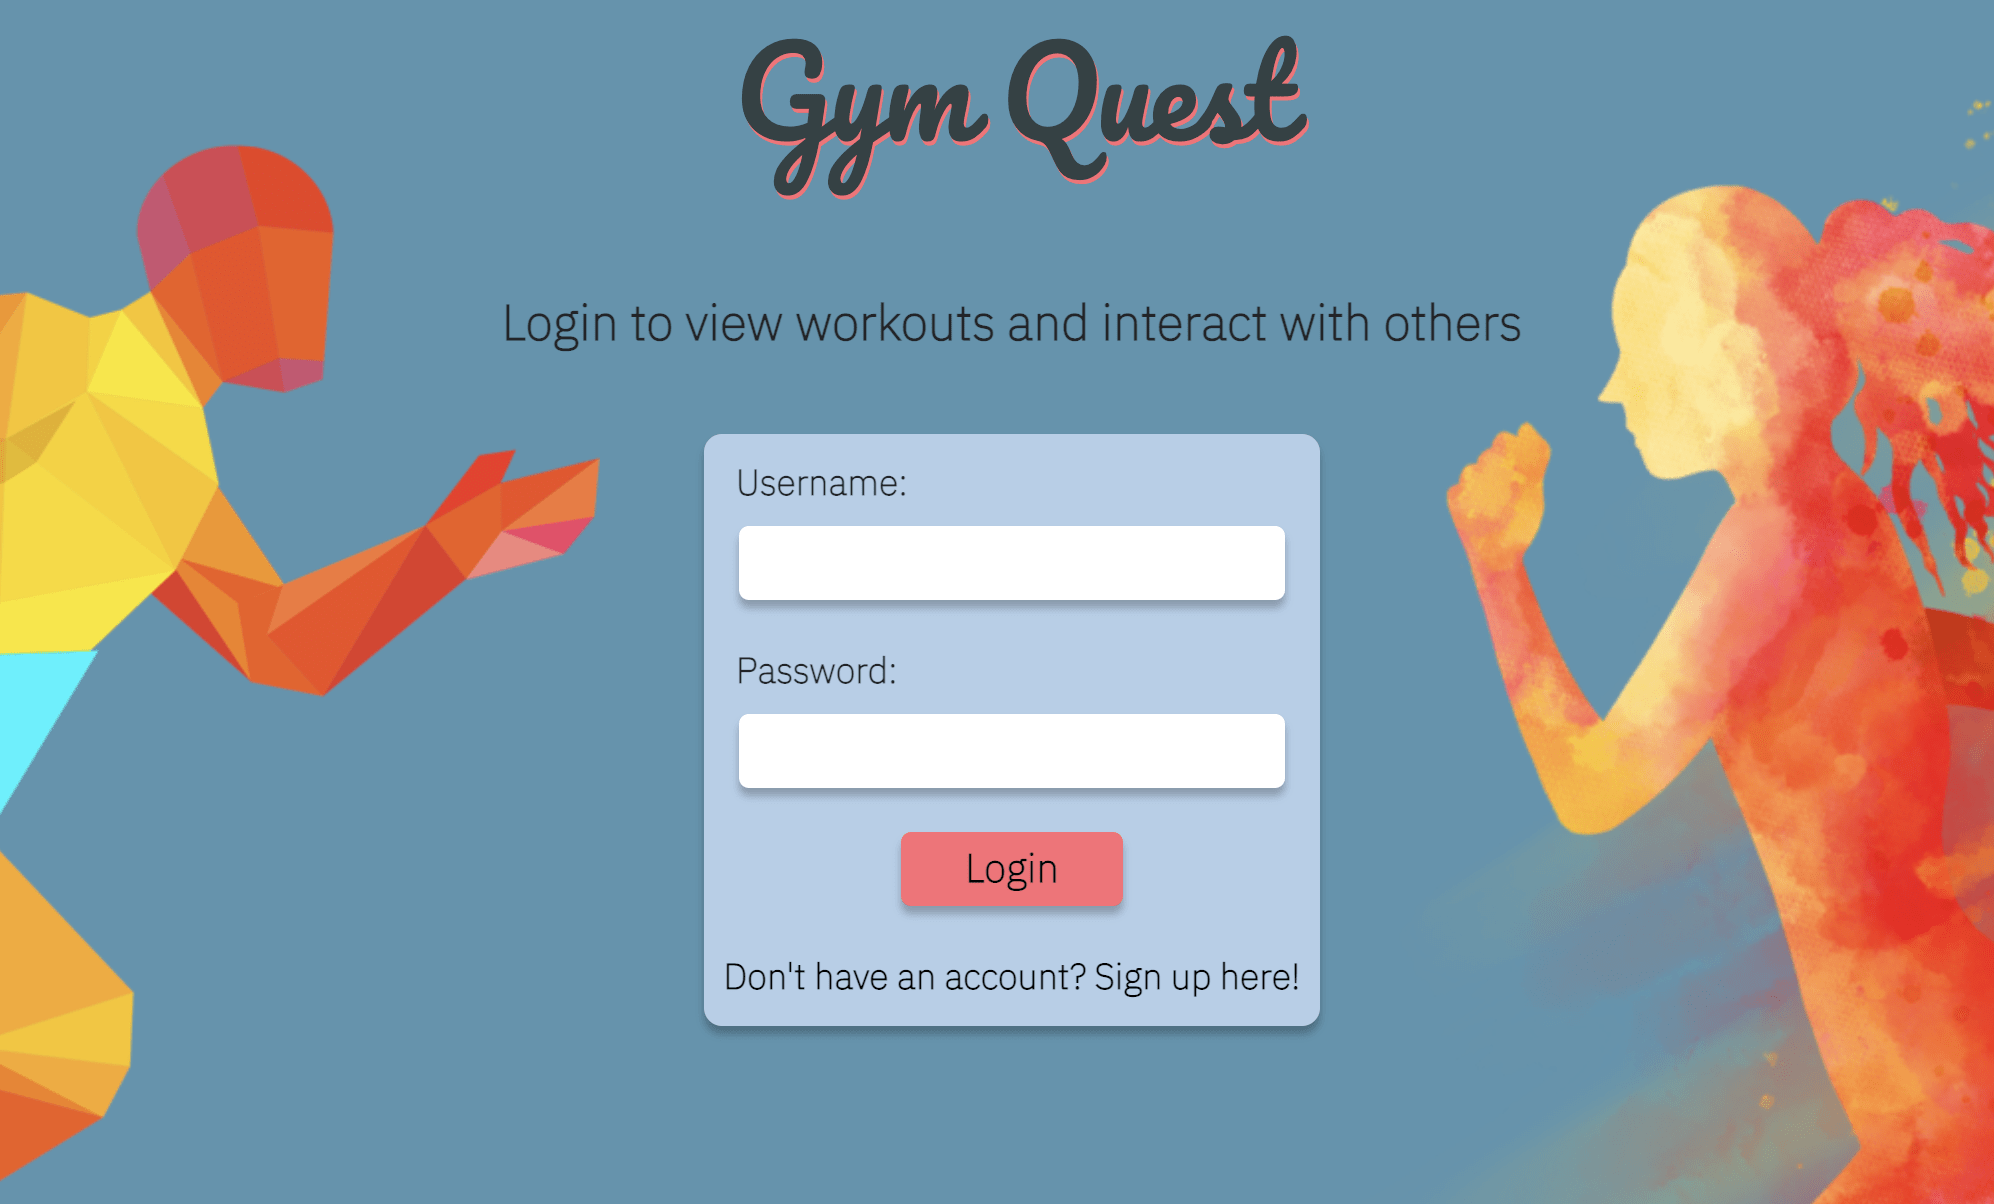 Gym Quest
Login to view workouts and interact with others
Username:
Password:
Login
Don't have an account? Sign up here!